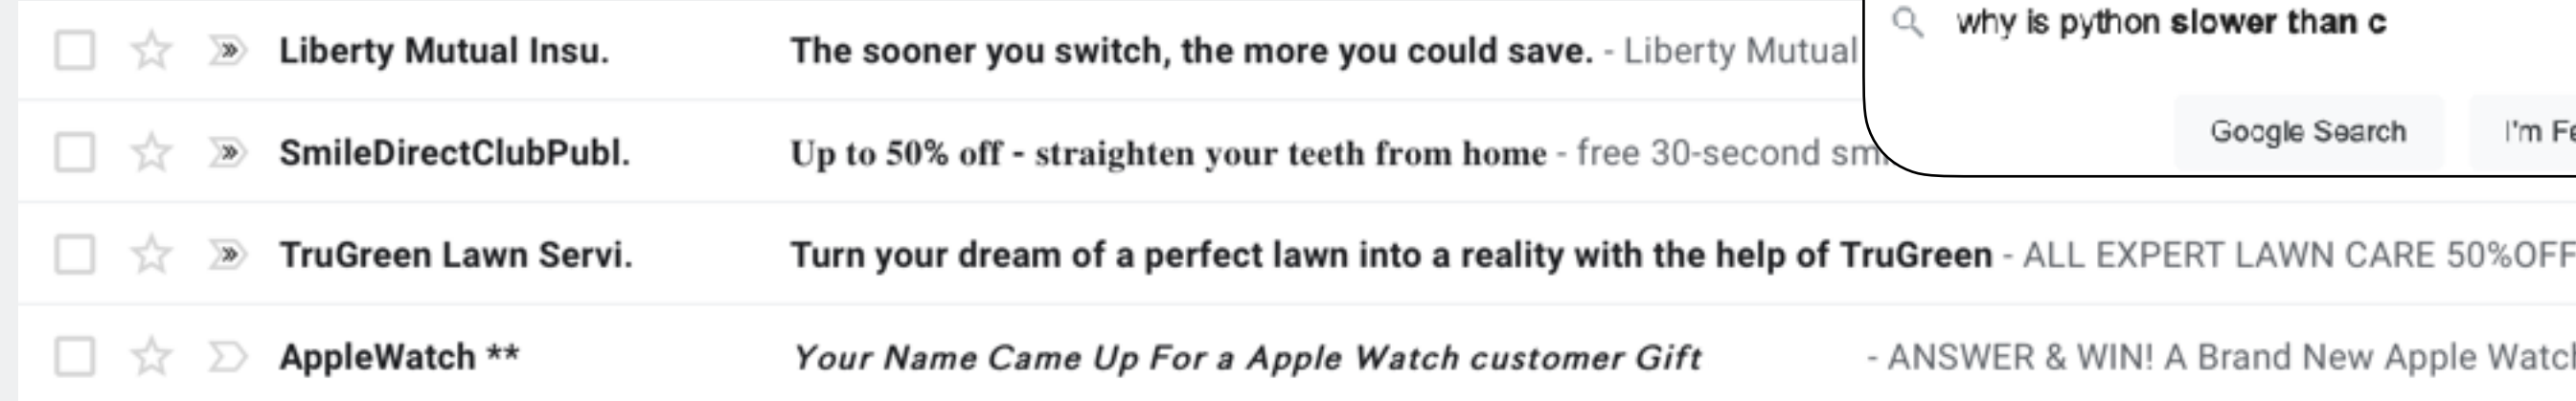 Liberty Mutual Insu. The sooner you switch, the more you could save. - Liberty Mutual
SmileDirectClubPubl. Up to 50% off - straighten your teeth from home - free 30-second
TruGreen Lawn Servi. Turn your dream of a perfect lawn into a reality with the help of TruGreen - ALL EXPERT LAWN CARE 50%OFF
AppleWatch ** Your Name Came Up For a Apple Watch customer Gift - ANSWER & WIN! A Brand New Apple Watch
why is python slower than c
Google Search I'm